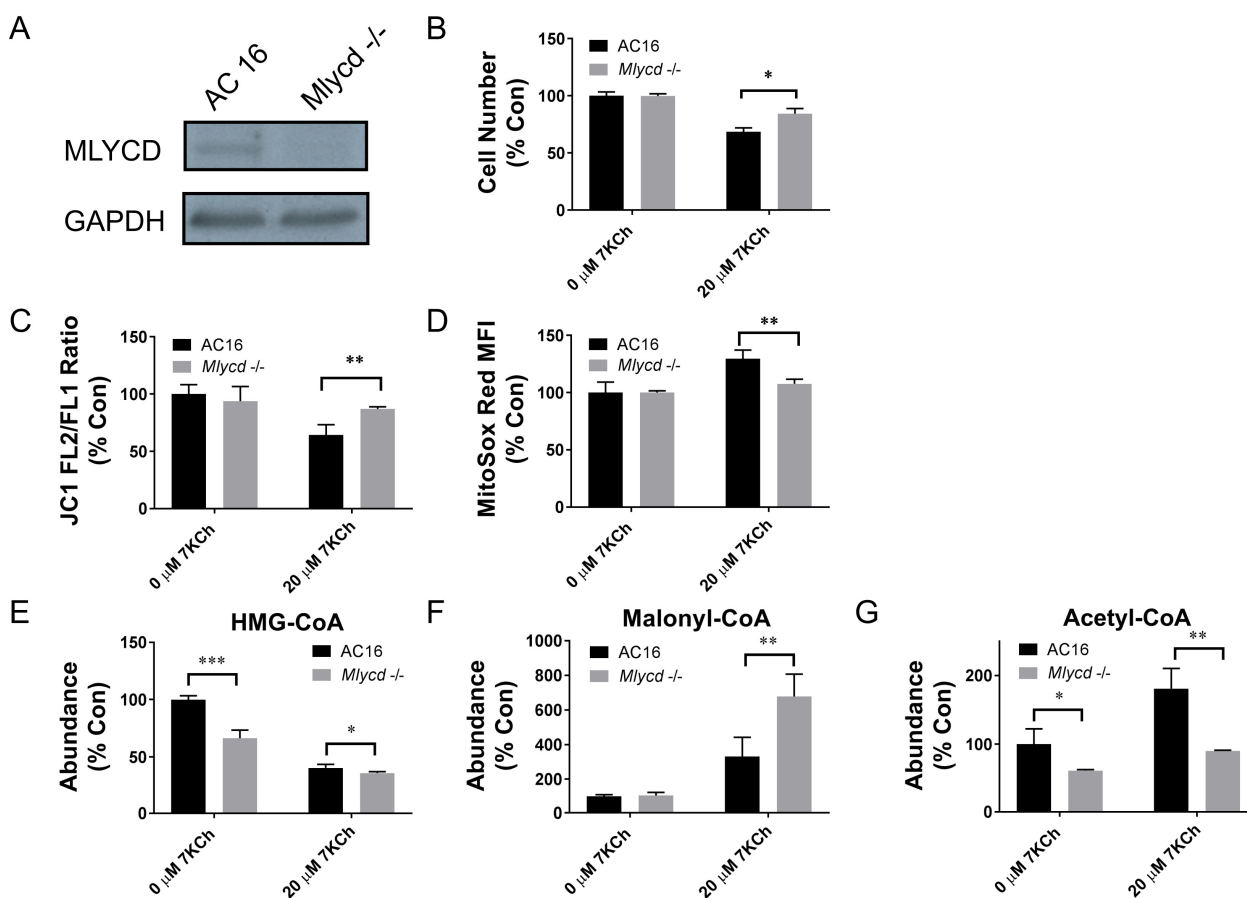 A
AC 16
Mlycd -/-
MLYCD
GAPDH
B
Cell Number
(% Con)
150
100
50
0
AC16
Mlycd -/-
*
0 μM 7KCh
20 μM 7KCh
C
JC1 FL2/FL1 Ratio
(% Con)
150
100
50
0
AC16
Mlycd -/-
**
0 μM 7KCh
20 μM 7KCh
D
MitoSox Red MFI
(% Con)
150
100
50
0
AC16
Mlycd -/-
**
0 μM 7KCh
20 μM 7KCh
E
HMG-CoA
Abundance
(% Con)
150
100
50
0
AC16
Mlycd -/-
***
*
0 μM 7KCh
20 μM 7KCh
F
Malonyl-CoA
Abundance
(% Con)
1000
800
600
400
200
0
AC16
Mlycd -/-
**
0 μM 7KCh
20 μM 7KCh
G
Acetyl-CoA
Abundance
(% Con)
200
100
0
AC16
Mlycd -/-
*
**
0 μM 7KCh
20 μM 7KCh